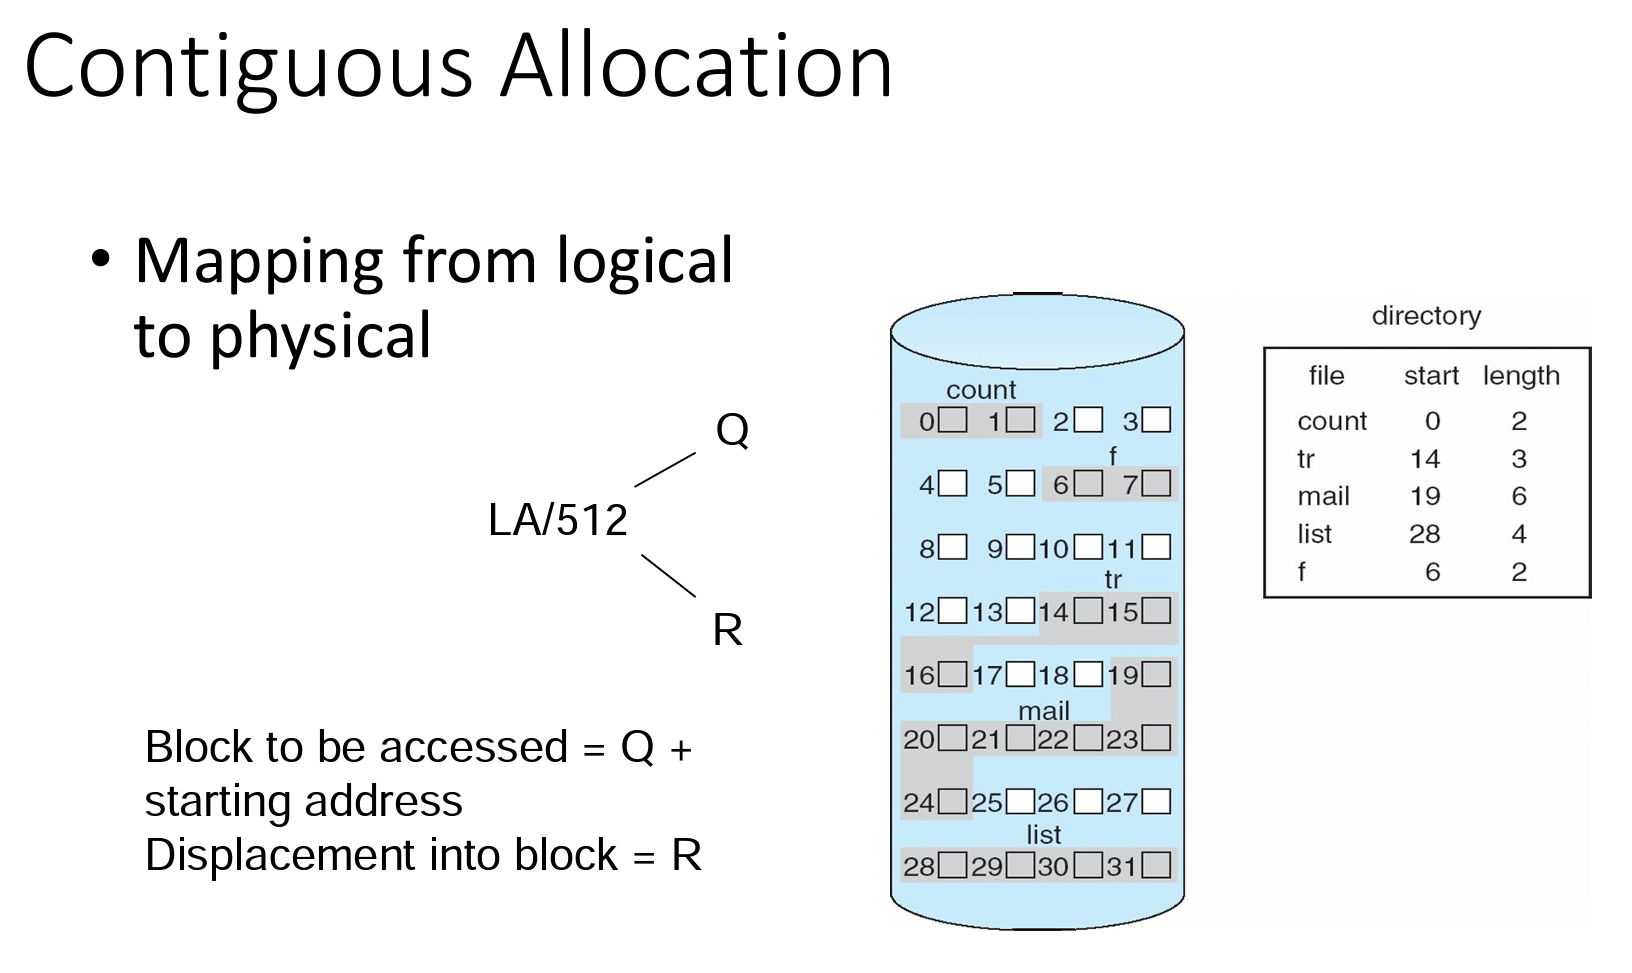 Contiguous Allocation
• Mapping from logical
to physical
Q
LA/512
R
Block to be accessed = Q +
starting address
Displacement into block = R
count
0 1 2 3
f
4 5 6 7
8 9 10 11
tr
12 13 14 15
16 17 18 19
mail
20 21 22 23
24 25 26 27
list
28 29 30 31
directory
file start length
count 0 2
tr 14 3
mail 19 6
list 28 4
f 6 2